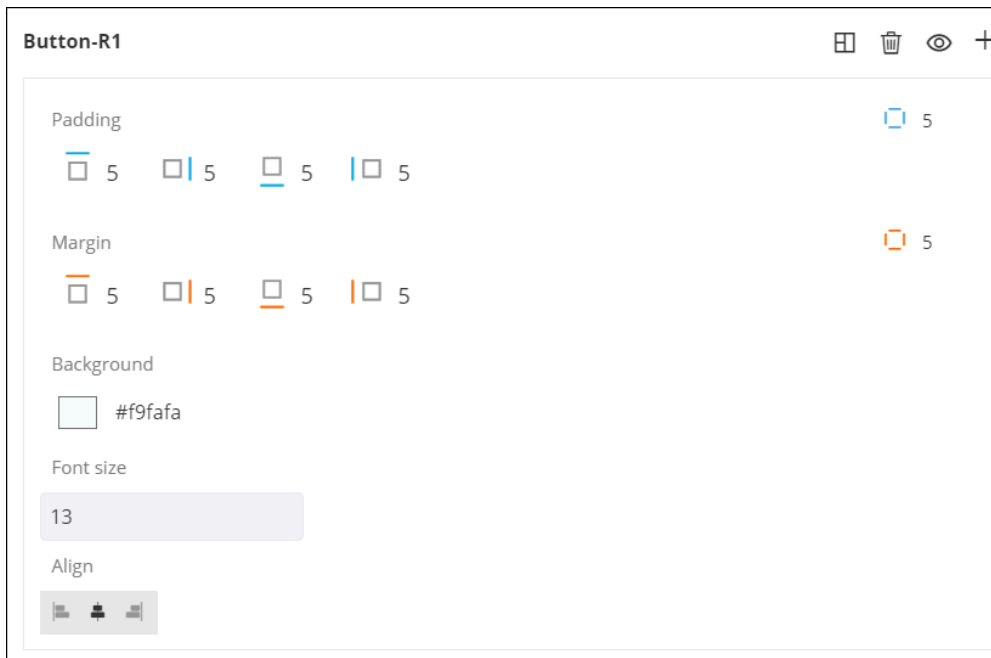 Button-R1
Padding 5
5 5 5 5
Margin 5
5 5 5 5
Background
#f9fafa
Font size
13
Align